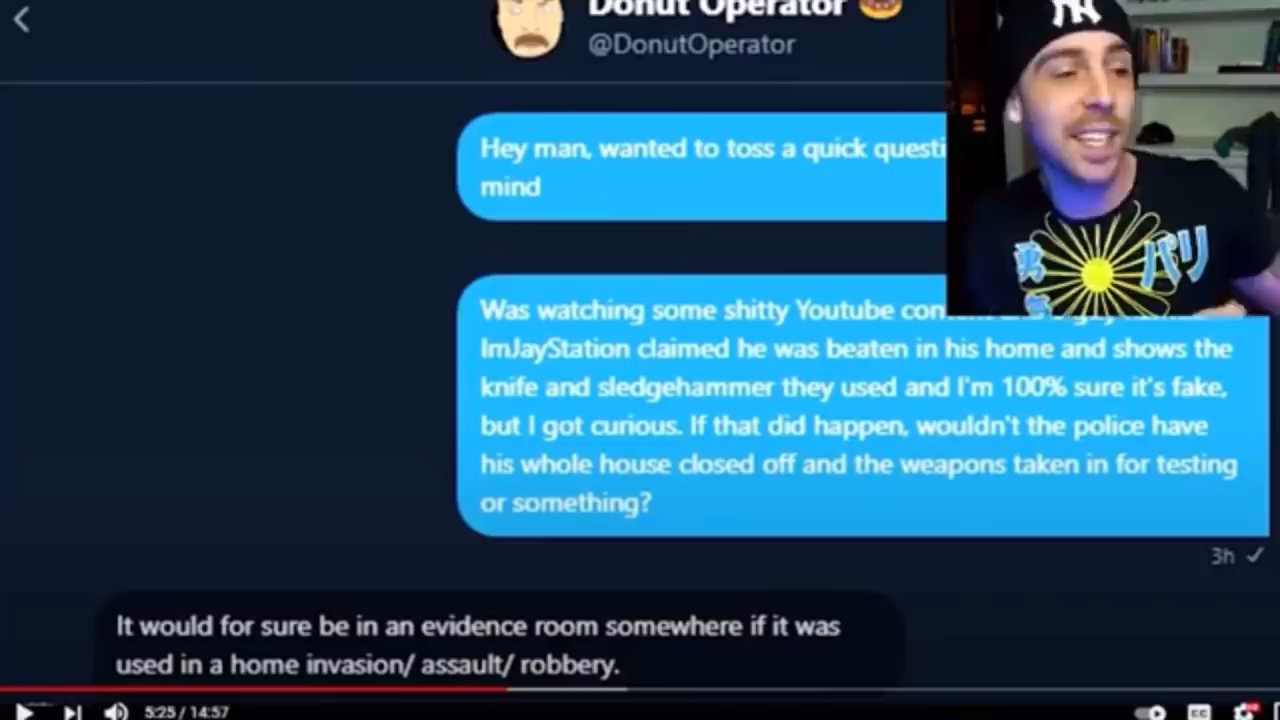 Donut Operator 🍩
@DonutOperator
Hey man, wanted to toss a quick questi
mind
Was watching some shitty Youtube con
ImJayStation claimed he was beaten in his home and shows the
knife and sledgehammer they used and I'm 100% sure it's fake,
but I got curious. If that did happen, wouldn't the police have
his whole house closed off and the weapons taken in for testing
or something?
3h
It would for sure be in an evidence room somewhere if it was
used in a home invasion/ assault/ robbery.
NY
勇
パリ
5:25 / 14:57
CC